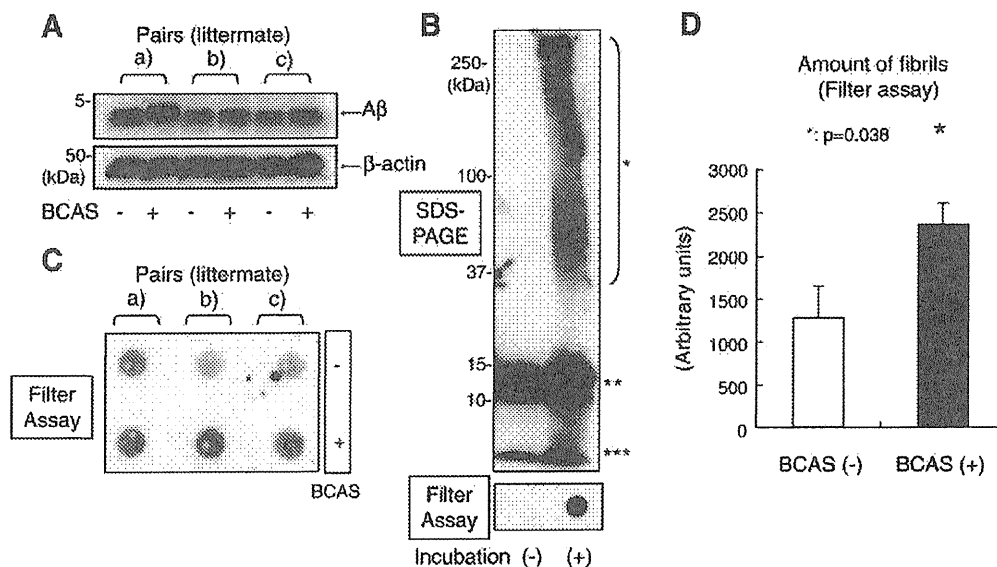 A
Pairs (littermate)
a) b) c)
5-
Aβ
50-
(kDa)
β-actin
BCAS - + - + - +
B
250-
(kDa)
100-
SDS-
PAGE
37-
15-
10-
*
**
***
Filter
Assay
Incubation (-) (+)
C
Pairs (littermate)
a) b) c)
Filter
Assay
-
+
BCAS
D
Amount of fibrils
(Filter assay)
*: p=0.038 *
(Arbitrary units)
3000
2500
2000
1500
1000
500
0
BCAS (-) BCAS (+)